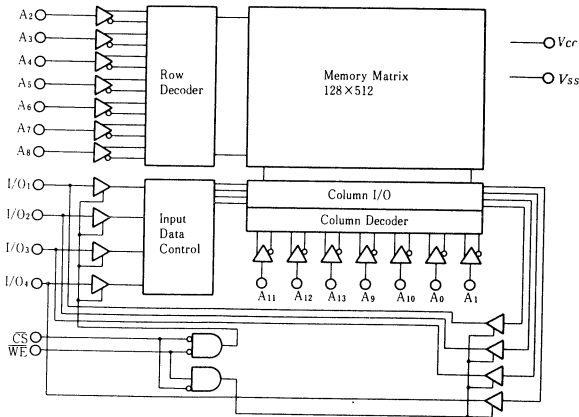 A2
A3
A4
A5
A6
A7
A8
Row
Decoder
Memory Matrix
128×512
Vcc
Vss
I/O1
I/O2
I/O3
I/O4
Input
Data
Control
Column I/O
Column Decoder
A11 A12 A13 A9 A10 A0 A1
CS
WE